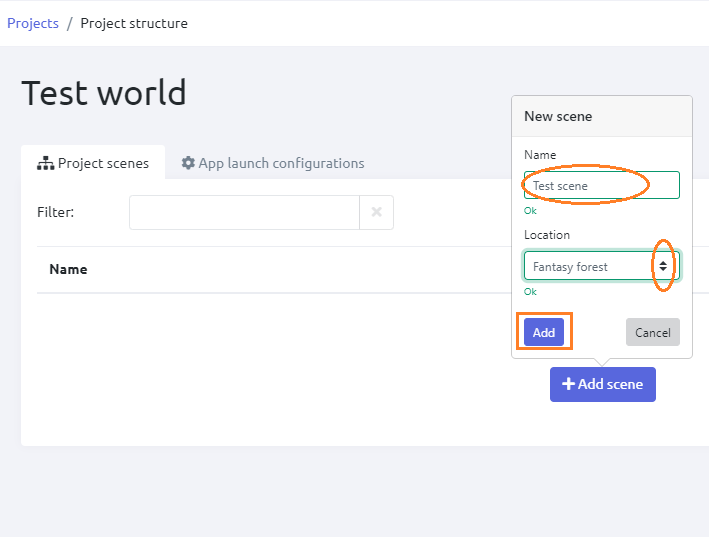 Projects / Project structure
Test world
Project scenes
App launch configurations
Filter:
Name
New scene
Name
Test scene
Ok
Location
Fantasy forest
Ok
Add
Cancel
Add scene